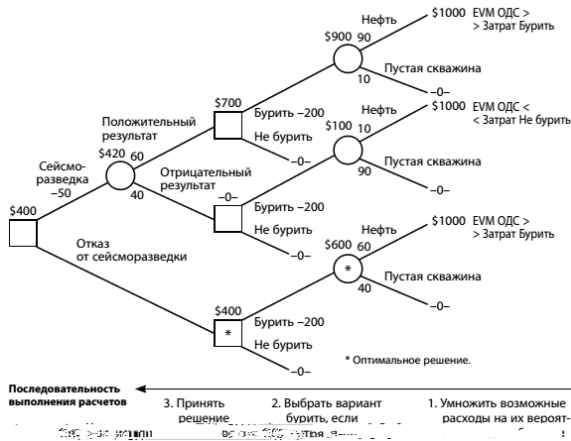 Нефть
$1000 EVM ОДС >
> Затрат Бурить
$900 90
10
Пустая скважина
–0–
$700
Бурить –200
Не бурить
–0–
Положительный
результат
Нефть
$1000 EVM ОДС <
< Затрат Не бурить
$100 10
90
Пустая скважина
–0–
Сейсмо-
разведка
–50
$420 60
40
Отрицательный
результат
–0–
Бурить –200
Не бурить
–0–
$400
Отказ
от сейсморазведки
Нефть
$1000 EVM ОДС >
> Затрат Бурить
$600 60
*
40
Пустая скважина
–0–
$400
*
Бурить –200
Не бурить
–0–
* Оптимальное решение.
Последовательность
выполнения расчетов
3. Принять
решение
2. Выбрать вариант
бурить, если
1. Умножить возможные
расходы на их вероят-